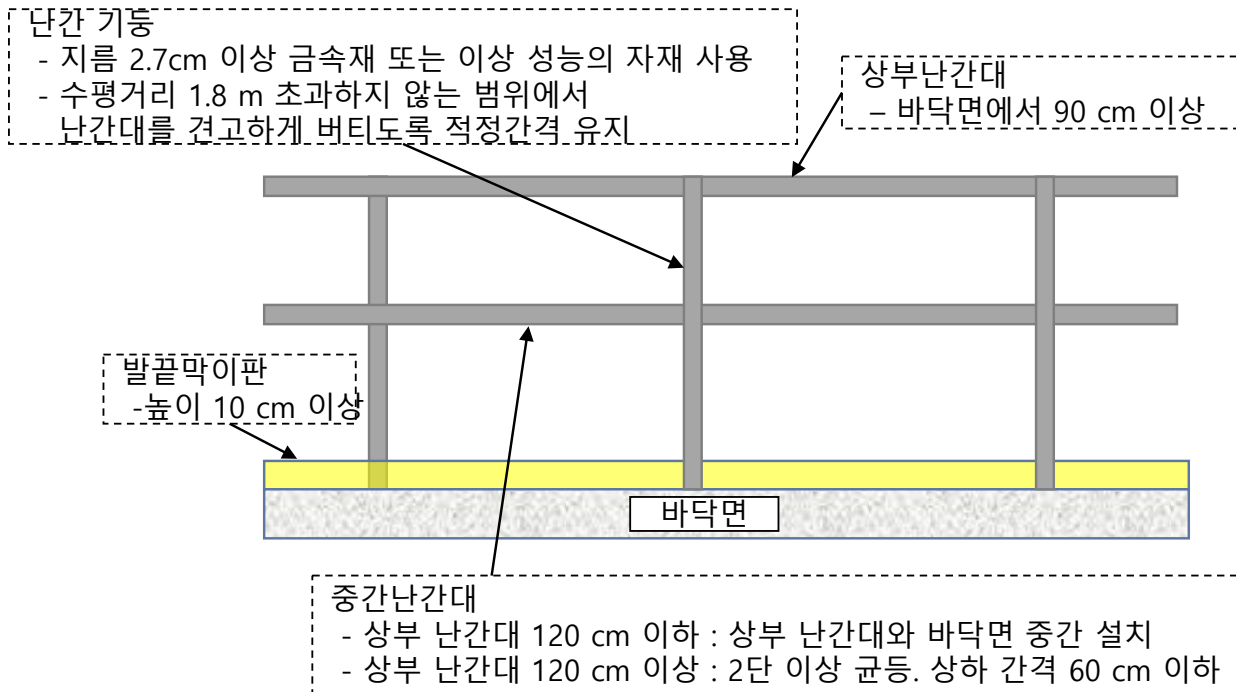 난간 기둥
- 지름 2.7cm 이상 금속재 또는 이상 성능의 자재 사용
- 수평거리 1.8 m 초과하지 않는 범위에서
난간대를 견고하게 버티도록 적정간격 유지
상부난간대
– 바닥면에서 90 cm 이상
발끝막이판
-높이 10 cm 이상
바닥면
중간난간대
- 상부 난간대 120 cm 이하 : 상부 난간대와 바닥면 중간 설치
- 상부 난간대 120 cm 이상 : 2단 이상 균등. 상하 간격 60 cm 이하